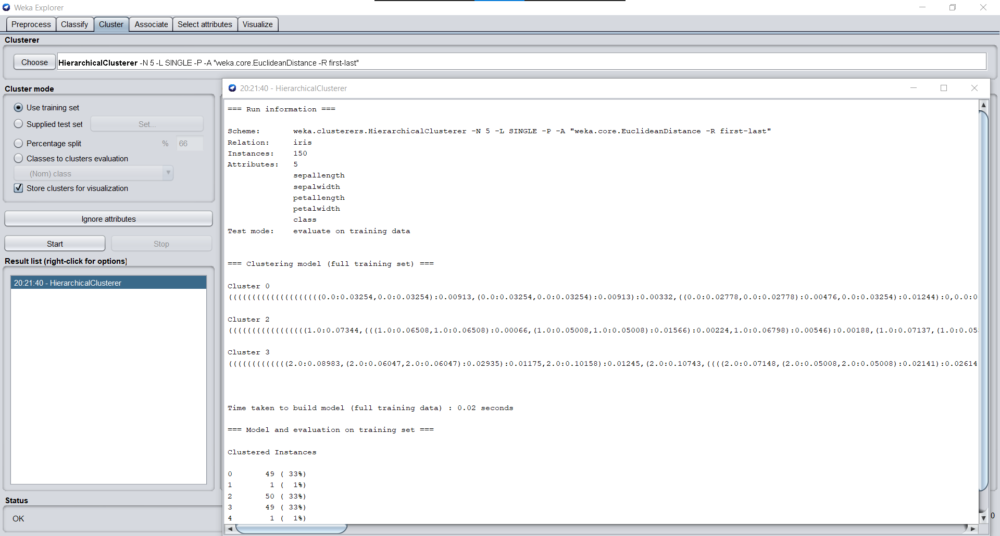 Weka Explorer
Preprocess Classify Cluster Associate Select attributes Visualize
Clusterer
Choose HierarchicalClusterer -N 5 -L SINGLE -P -A "weka.core.EuclideanDistance -R first-last"
Cluster mode
Use training set
Supplied test set Set...
Percentage split % 66
Classes to clusters evaluation
(Nom) class
Store clusters for visualization
Ignore attributes
Start Stop
Result list (right-click for options)
20:21:40 - HierarchicalClusterer
Status
OK
20:21:40 - HierarchicalClusterer
=== Run information ===
Scheme: weka.clusterers.HierarchicalClusterer -N 5 -L SINGLE -P -A "weka.core.EuclideanDistance -R first-last"
Relation: iris
Instances: 150
Attributes: 5
sepallength
sepalwidth
petallength
petalwidth
class
Test mode: evaluate on training data
=== Clustering model (full training set) ===
Cluster 0
((((((((((((((((((((0.0:0.03254,0.0:0.03254):0.00913,(0.0:0.03254,0.0:0.03254):0.00913):0.00332,((0.0:0.02778,0.0:0.02778):0.00476,0.0:0.03254):0.01244):0,0.0:0
Cluster 2
(((((((((((((((((1.0:0.07344,(((1.0:0.06508,1.0:0.06508):0.00066,(1.0:0.05008,1.0:0.05008):0.01566):0.00224,1.0:0.06798):0.00546):0.00188,(1.0:0.07137,(1.0:0.05
Cluster 3
(((((((((((((2.0:0.08983,(2.0:0.06047,2.0:0.06047):0.02935):0.01175,2.0:0.10158):0.01245,(2.0:0.10743,((((2.0:0.07148,(2.0:0.05008,2.0:0.05008):0.02141):0.02614
Time taken to build model (full training data) : 0.02 seconds
=== Model and evaluation on training set ===
Clustered Instances
0 49 ( 33%)
1 1 ( 1%)
2 50 ( 33%)
3 49 ( 33%)
4 1 ( 1%)
0